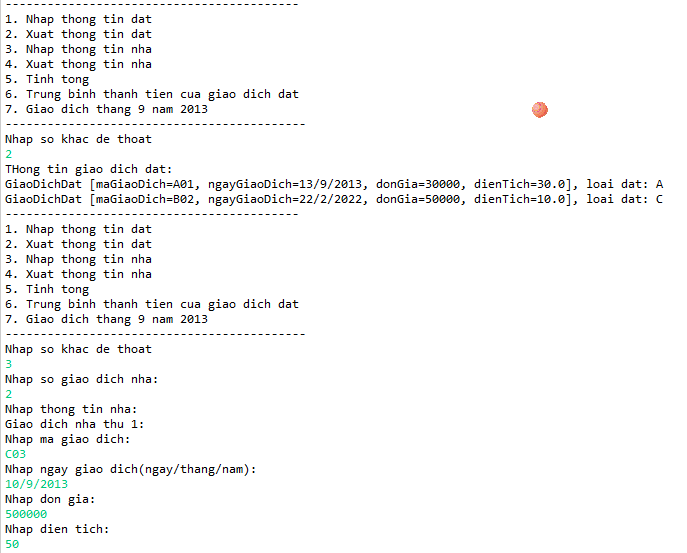 ---------------------------------------
1. Nhap thong tin dat
2. Xuat thong tin dat
3. Nhap thong tin nha
4. Xuat thong tin nha
5. Tinh tong
6. Trung binh thanh tien cua giao dich dat
7. Giao dich thang 9 nam 2013
----------------------------------------
Nhap so khac de thoat
2
THong tin giao dich dat:
GiaoDichDat [maGiaoDich=A01, ngayGiaoDich=13/9/2013, donGia=30000, dienTich=30.0], loai dat: A
GiaoDichDat [maGiaoDich=B02, ngayGiaoDich=22/2/2022, donGia=50000, dienTich=10.0], loai dat: C
---------------------------------------
1. Nhap thong tin dat
2. Xuat thong tin dat
3. Nhap thong tin nha
4. Xuat thong tin nha
5. Tinh tong
6. Trung binh thanh tien cua giao dich dat
7. Giao dich thang 9 nam 2013
----------------------------------------
Nhap so khac de thoat
3
Nhap so giao dich nha:
2
Nhap thong tin nha:
Giao dich nha thu 1:
Nhap ma giao dich:
C03
Nhap ngay giao dich(ngay/thang/nam):
10/9/2013
Nhap don gia:
500000
Nhap dien tich:
50